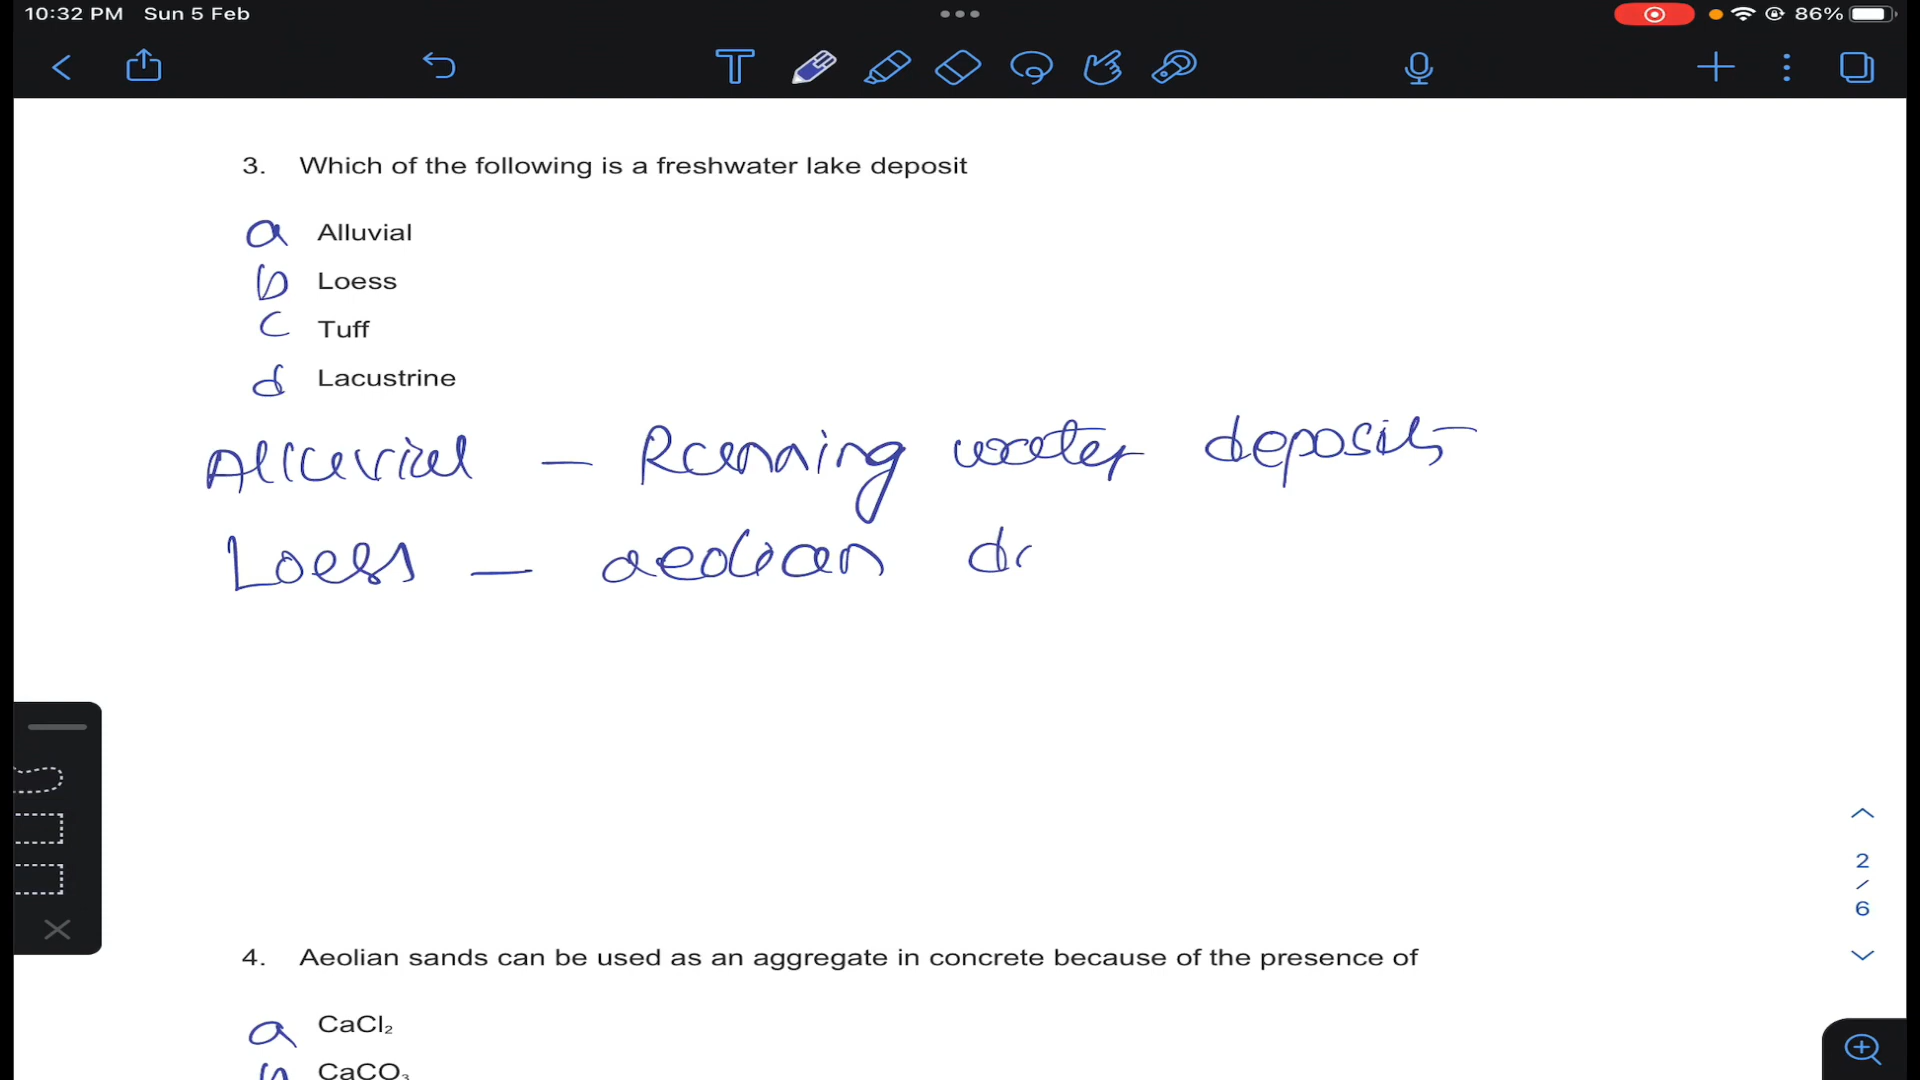 10:32 PM Sun 5 Feb
86%
3. Which of the following is a freshwater lake deposit
a Alluvial
b Loess
c Tuff
d Lacustrine
Alluvial - Running water deposits
Loess - aeolian de
2
/
6
4. Aeolian sands can be used as an aggregate in concrete because of the presence of
a CaCl₂
b CaCO₃